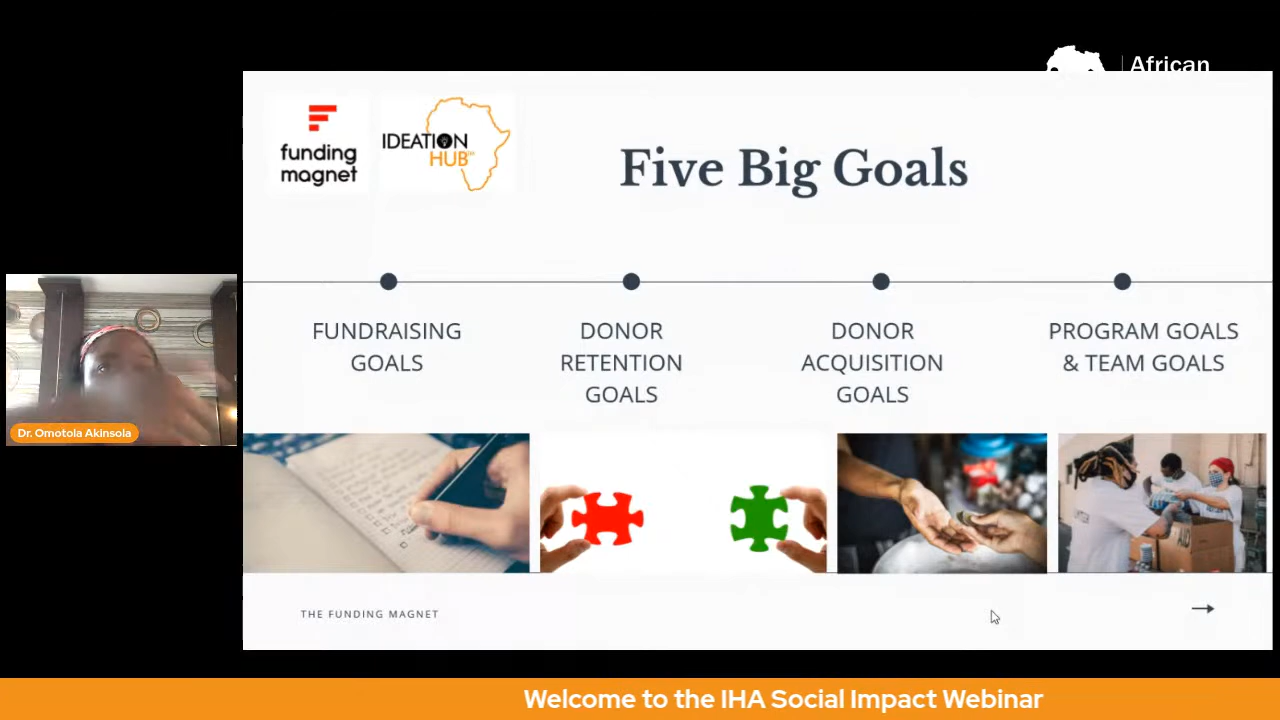 African
funding
magnet
IDEATION
HUB
Five Big Goals
FUNDRAISING
GOALS
DONOR
RETENTION
GOALS
DONOR
ACQUISITION
GOALS
PROGRAM GOALS
& TEAM GOALS
Dr. Omotola Akinsola
THE FUNDING MAGNET
Welcome to the IHA Social Impact Webinar